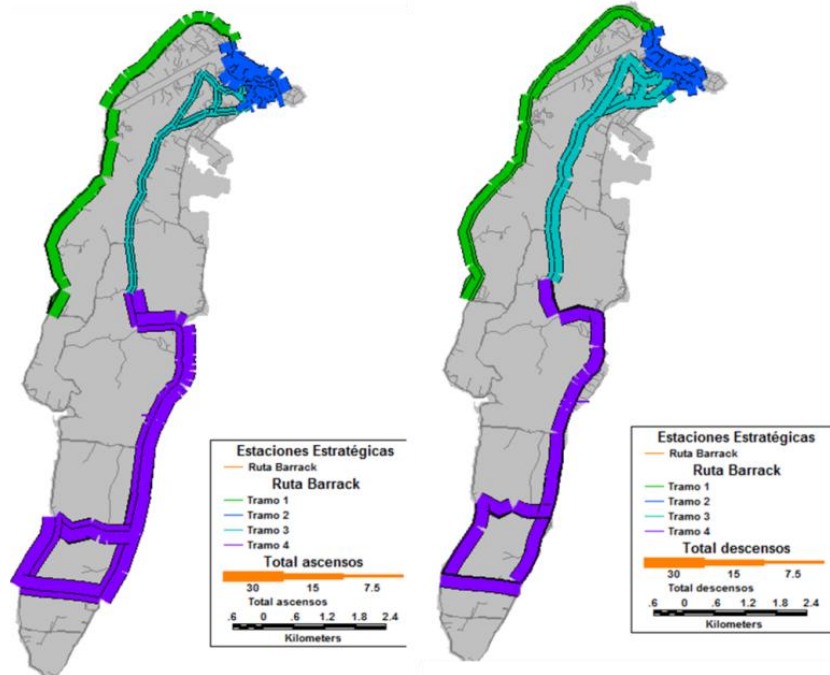 Estaciones Estratégicas
Ruta Barrack
Ruta Barrack
Tramo 1
Tramo 2
Tramo 3
Tramo 4
Total ascensos
30 15 7.5
Total ascensos
.6 0 .6 1.2 1.8 2.4
Kilometers
Estaciones Estratégicas
Ruta Barrack
Ruta Barrack
Tramo 1
Tramo 2
Tramo 3
Tramo 4
Total descensos
30 15 7.5
Total descensos
.6 0 .6 1.2 1.8 2.4
Kilometers